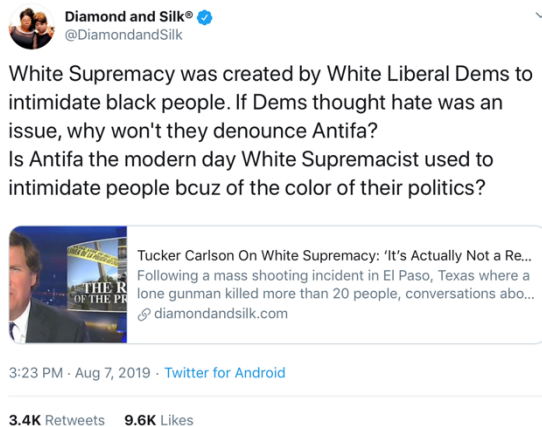 Diamond and Silk®
@DiamondandSilk
White Supremacy was created by White Liberal Dems to
intimidate black people. If Dems thought hate was an
issue, why won't they denounce Antifa?
Is Antifa the modern day White Supremacist used to
intimidate people bcuz of the color of their politics?
THE R
OF THE PR
Tucker Carlson On White Supremacy: ‘It’s Actually Not a Re...
Following a mass shooting incident in El Paso, Texas where a
lone gunman killed more than 20 people, conversations abo...
diamondandsilk.com
3:23 PM · Aug 7, 2019 · Twitter for Android
3.4K Retweets 9.6K Likes